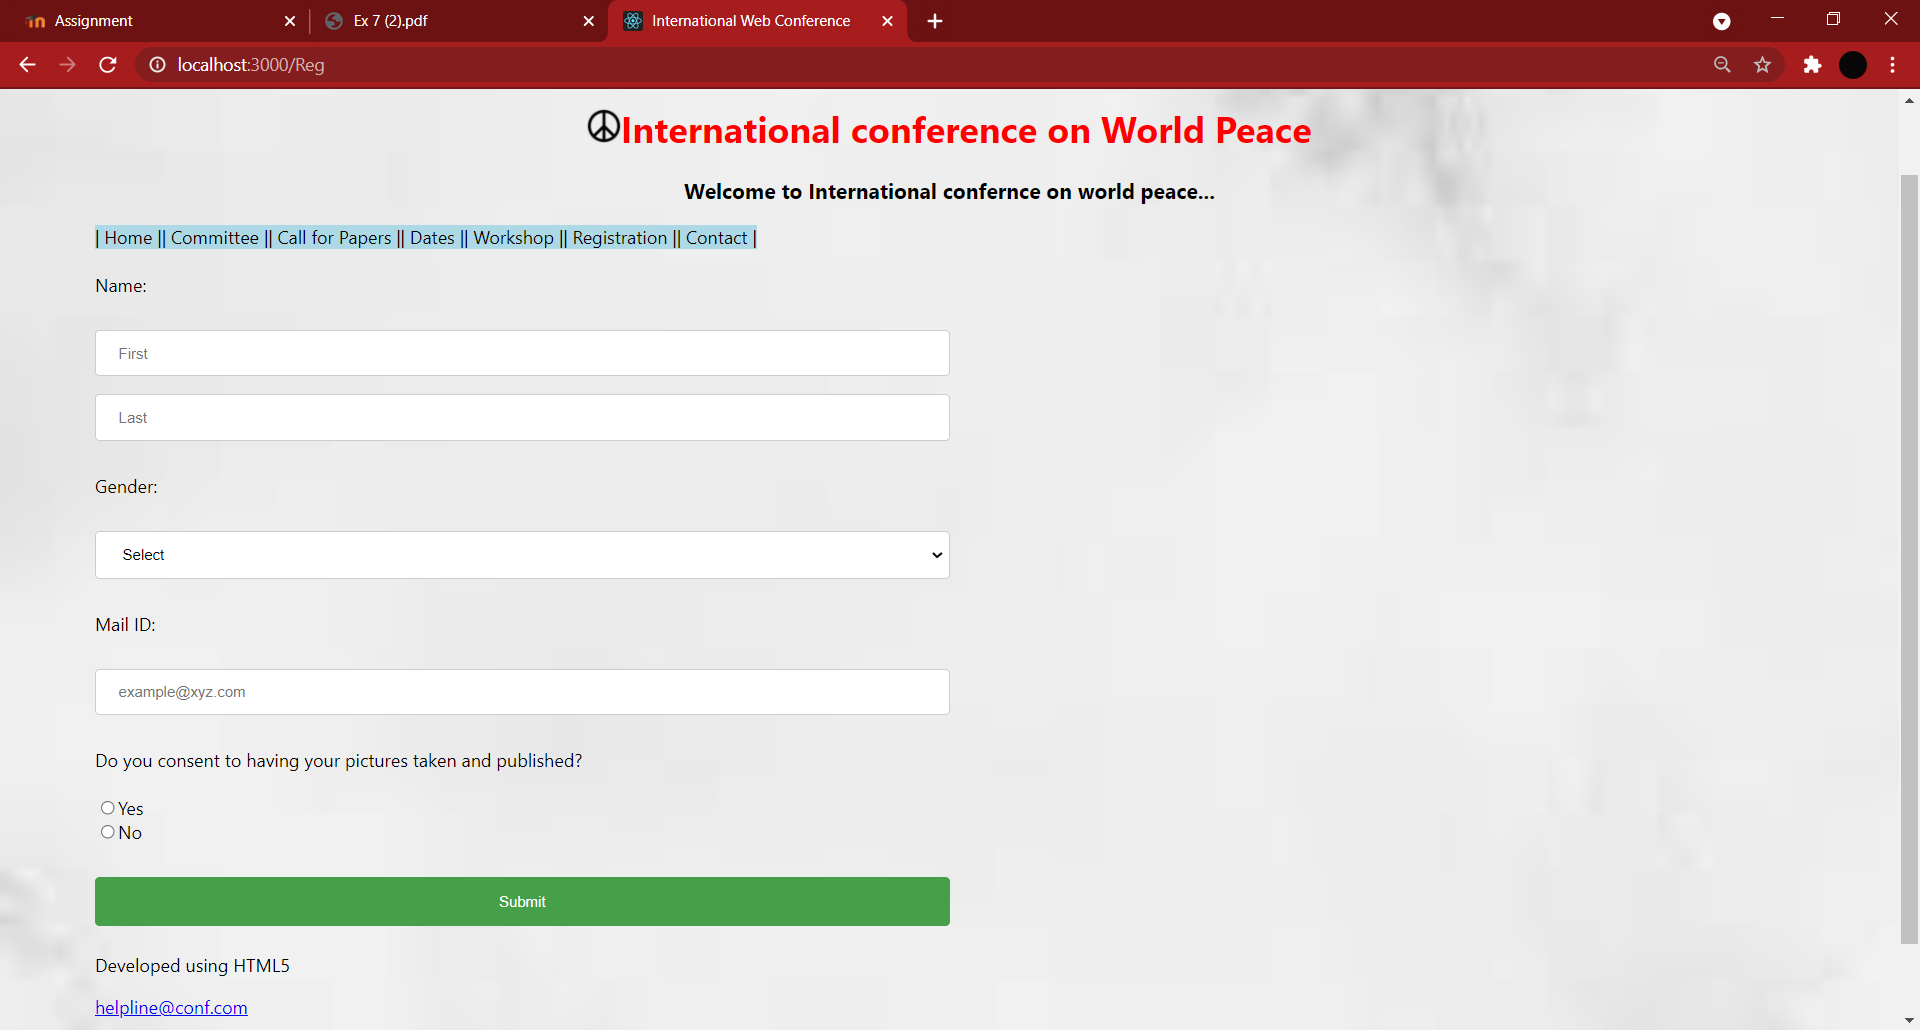 Assignment
Ex 7 (2).pdf
International Web Conference
localhost:3000/Reg
International conference on World Peace
Welcome to International confernce on world peace...
| Home || Committee || Call for Papers || Dates || Workshop || Registration || Contact |
Name:
First
Last
Gender:
Select
Mail ID:
example@xyz.com
Do you consent to having your pictures taken and published?
Yes
No
Submit
Developed using HTML5
helpline@conf.com